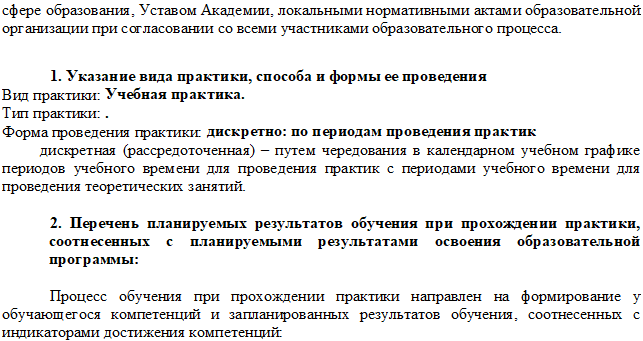 сфере образования, Уставом Академии, локальными нормативными актами образовательной
организации при согласовании со всеми участниками образовательного процесса.
1. Указание вида практики, способа и формы ее проведения
Вид практики: Учебная практика.
Тип практики: .
Форма проведения практики: дискретно: по периодам проведения практик
дискретная (рассредоточенная) – путем чередования в календарном учебном графике
периодов учебного времени для проведения практик с периодами учебного времени для
проведения теоретических занятий.
2. Перечень планируемых результатов обучения при прохождении практики,
соотнесенных с планируемыми результатами освоения образовательной
программы:
Процесс обучения при прохождении практики направлен на формирование у
обучающегося компетенций и запланированных результатов обучения, соотнесенных с
индикаторами достижения компетенций: